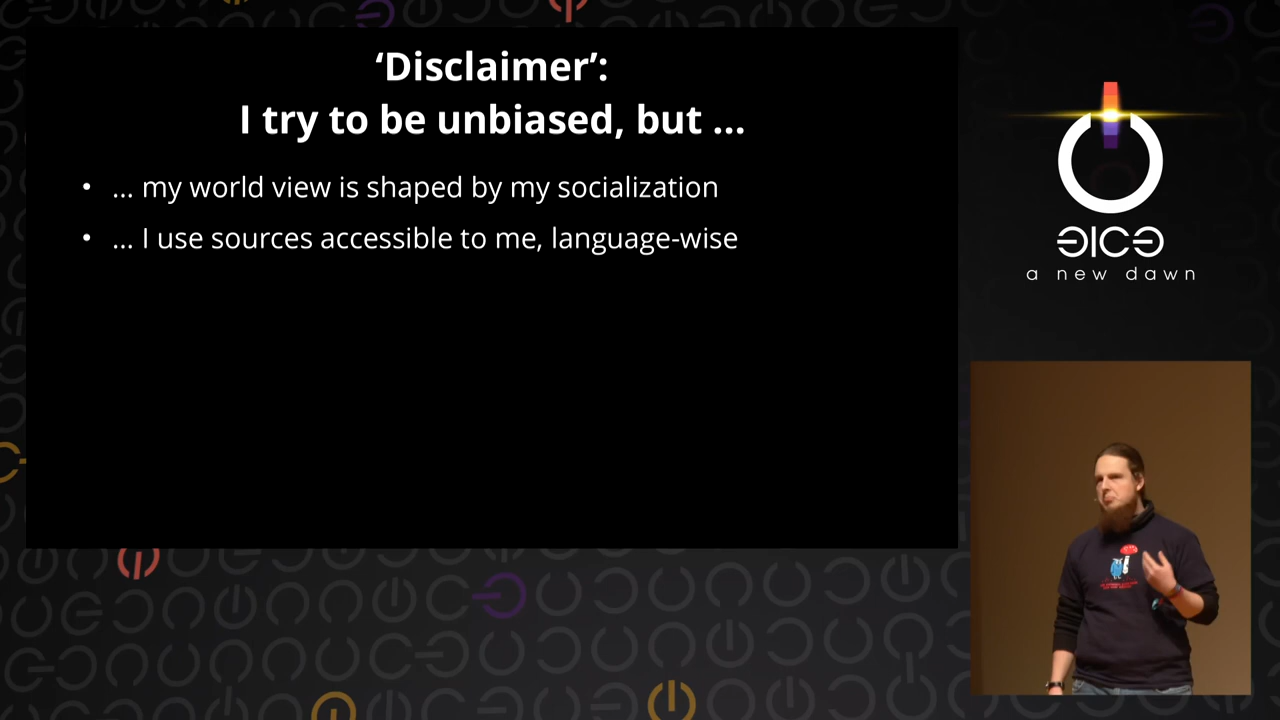 ‘Disclaimer’:
I try to be unbiased, but ...
• ... my world view is shaped by my socialization
• ... I use sources accessible to me, language-wise
a new dawn